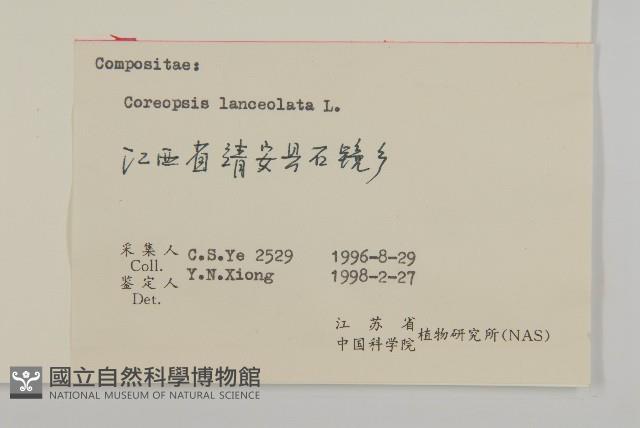 Compositae:
Coreopsis lanceolata L.
江西省靖安县石镜乡
采集人 C.S.Ye 2529 1996-8-29
Coll.
鉴定人 Y.N.Xiong 1998-2-27
Det.
江苏省
中国科学院 植物研究所(NAS)
國立自然科學博物館
NATIONAL MUSEUM OF NATURAL SCIENCE